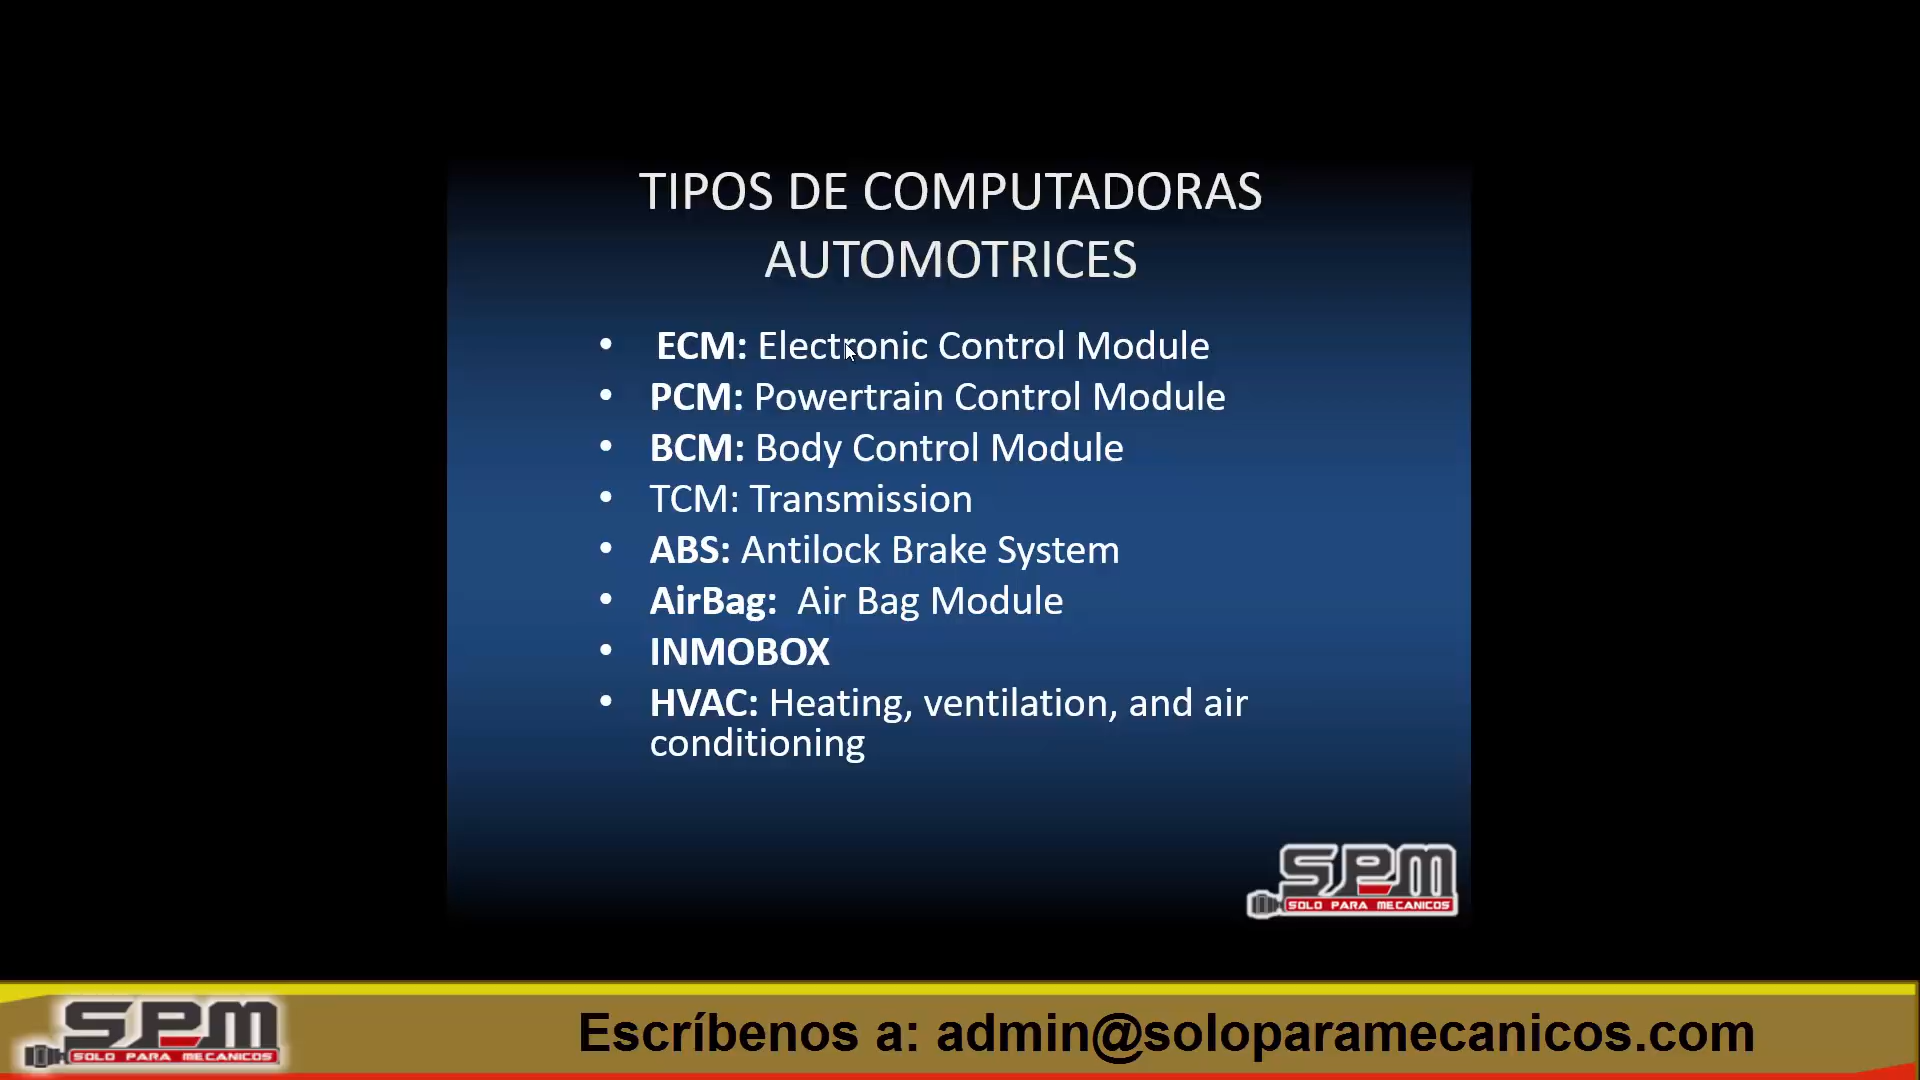 TIPOS DE COMPUTADORAS
AUTOMOTRICES
• ECM: Electronic Control Module
• PCM: Powertrain Control Module
• BCM: Body Control Module
• TCM: Transmission
• ABS: Antilock Brake System
• AirBag: Air Bag Module
• INMOBOX
• HVAC: Heating, ventilation, and air
conditioning
SPM
SOLO PARA MECANICOS
SPM
SOLO PARA MECANICOS
Escríbenos a: admin@soloparamecanicos.com